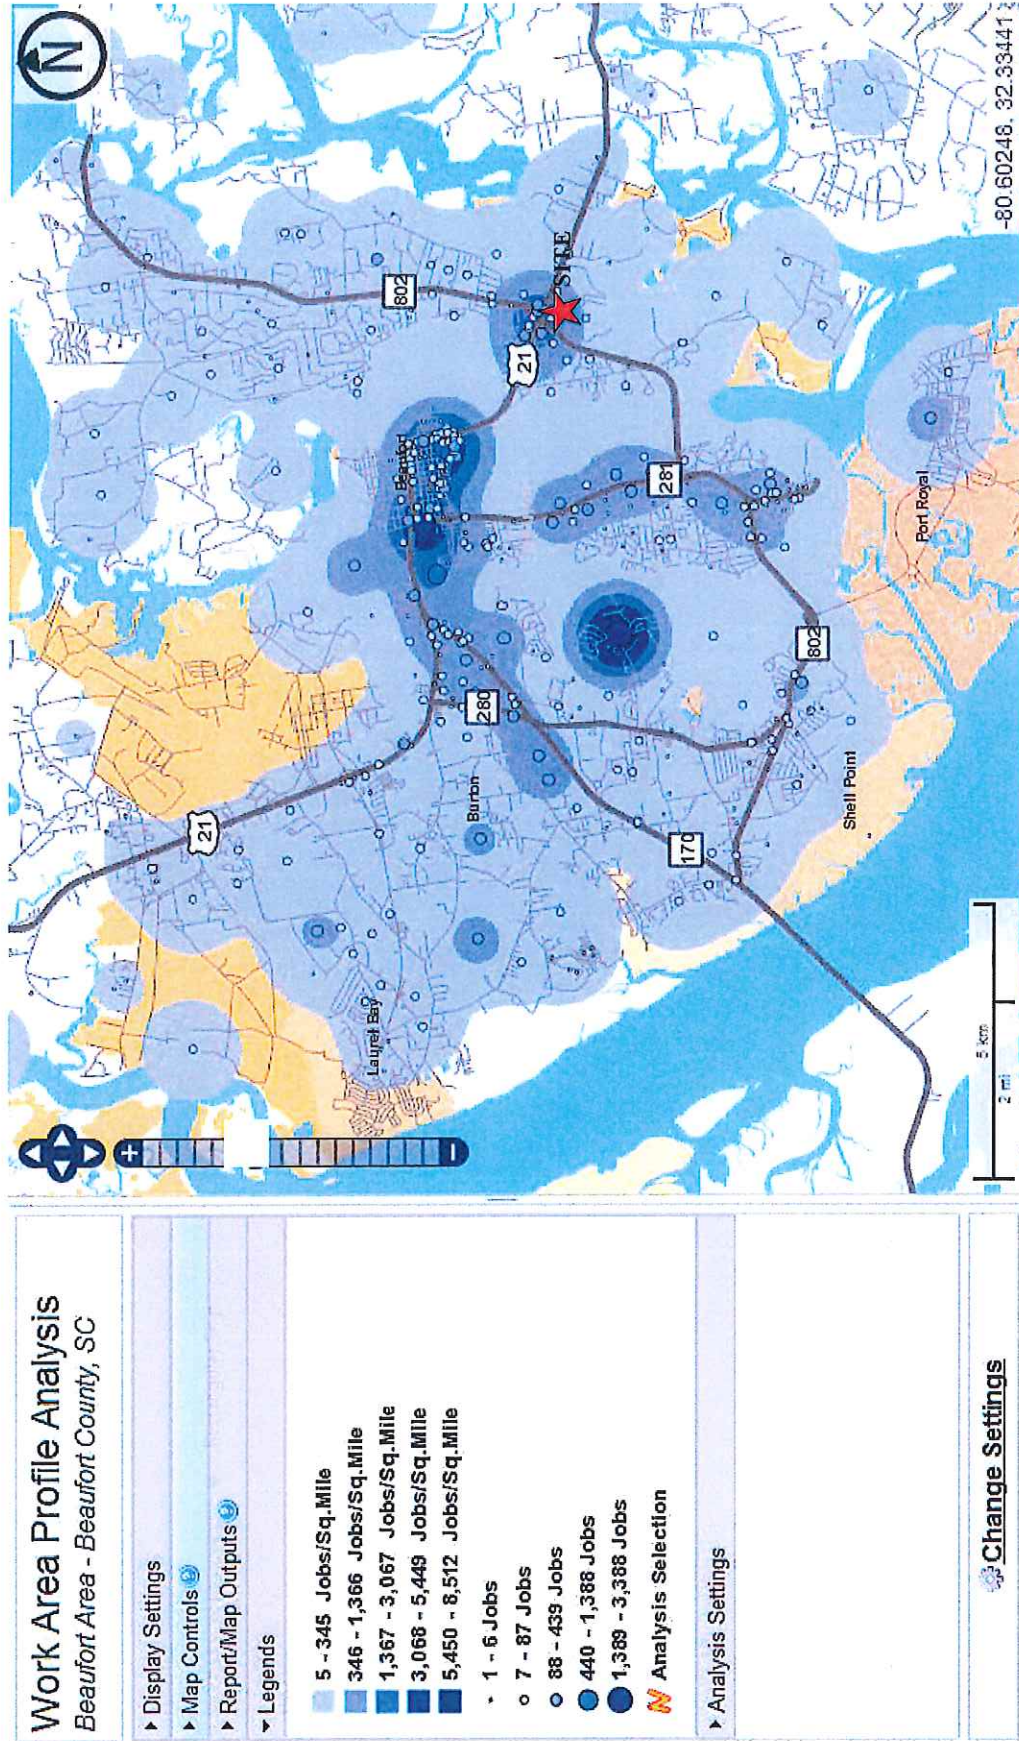 Work Area Profile Analysis
Beaufort Area - Beaufort County, SC
▸ Display Settings
▸ Map Controls
▸ Report/Map Outputs
▾ Legends
5 - 345 Jobs/Sq.Mile
346 - 1,366 Jobs/Sq.Mile
1,367 - 3,067 Jobs/Sq.Mile
3,068 - 5,449 Jobs/Sq.Mile
5,450 - 8,512 Jobs/Sq.Mile
1 - 6 Jobs
7 - 87 Jobs
88 - 439 Jobs
440 - 1,388 Jobs
1,389 - 3,388 Jobs
Analysis Selection
▸ Analysis Settings
Change Settings
+
−
N
21
802
Beaufort
21
SITE
Laurel Bay
Burton
280
281
170
802
Shell Point
Port Royal
5 km
2 mi
-80.60246, 32.33441